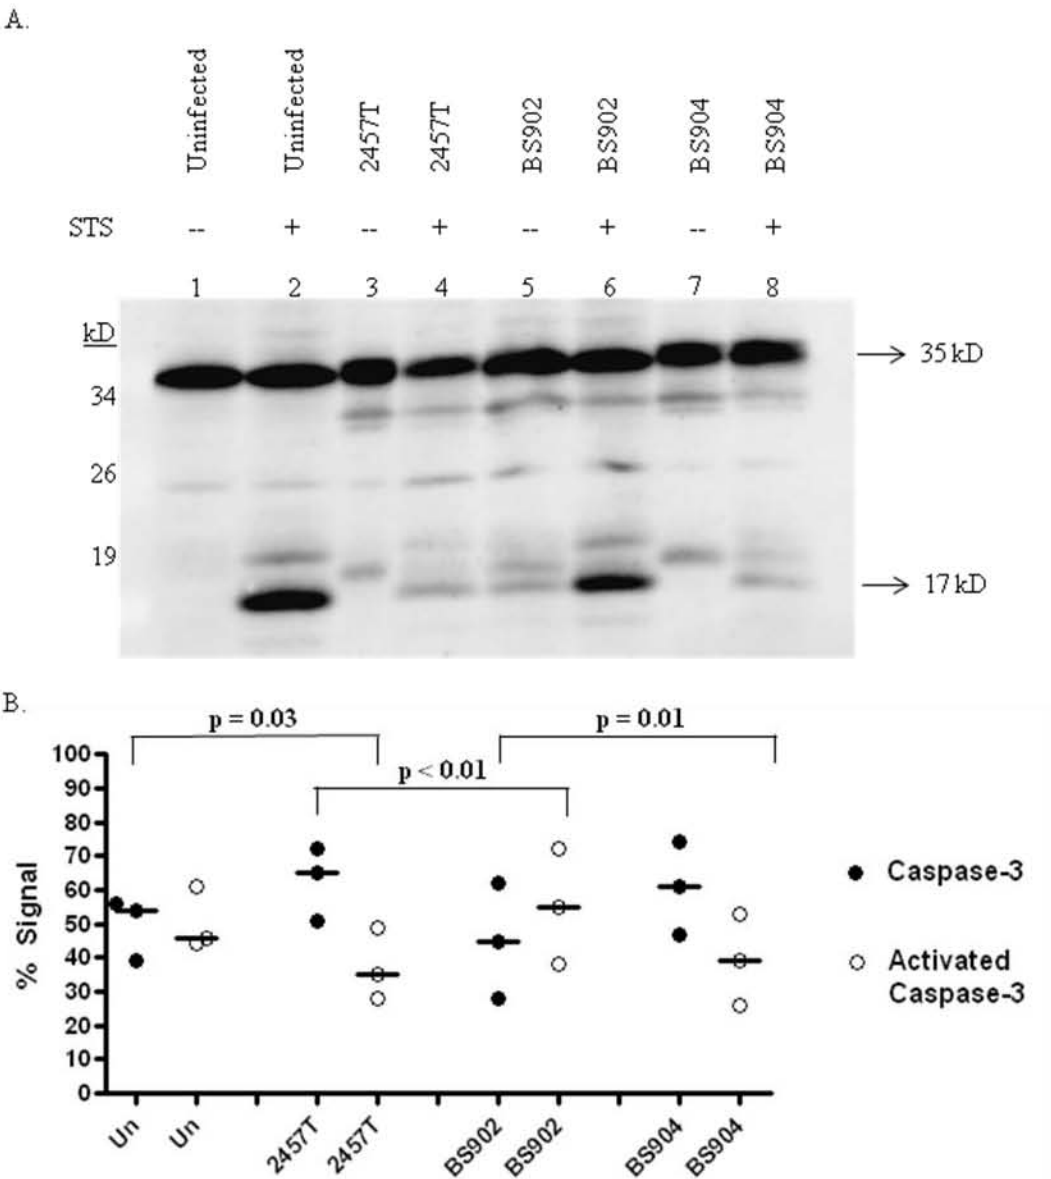 A.
Uninfected Uninfected 2457T 2457T BS902 BS902 BS904 BS904
STS -- + -- + -- + -- +
1 2 3 4 5 6 7 8
kD
35 kD
34
26
19
17 kD
B.
p = 0.03
p = 0.01
p < 0.01
100
90
80
70
60
50
40
30
20
10
0
% Signal
Caspase-3
Activated
Caspase-3
Un Un 2457T 2457T BS902 BS902 BS904 BS904